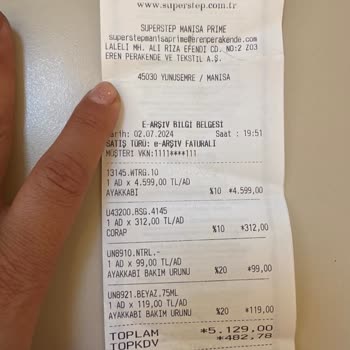 www.superstep.com.tr
SUPERSTEP MANISA PRIME
superstepmanisaprime@erenperakende.com
LALELİ MH. ALİ RIZA EFENDİ CD. NO:2 Z03
EREN PERAKENDE VE TEKSTİL A.Ş.
45030 YUNUSEMRE / MANISA
E-ARŞIV BILGI BELGESI
Tarih: 02.07.2024 Saat : 19:51
SATIŞ TÜRÜ: e-ARŞIV FATURALI
MÜŞTERİ VKN:1111****111
13145.WTRG.10
1 AD x 4.599,00 TL/AD
AYAKKABI %10 *4.599,00
U43200.BSG.4145
1 AD x 312,00 TL/AD
CORAP %10 *312,00
UN8910.NTRL.-
1 AD x 99,00 TL/AD
AYAKKABI BAKIM URUNU %20 *99,00
UN8921.BEYAZ.75ML
1 AD x 119,00 TL/AD
AYAKKABI BAKIM URUNU %20 *119,00
TOPLAM *5.129,00
TOPKDV *482,78